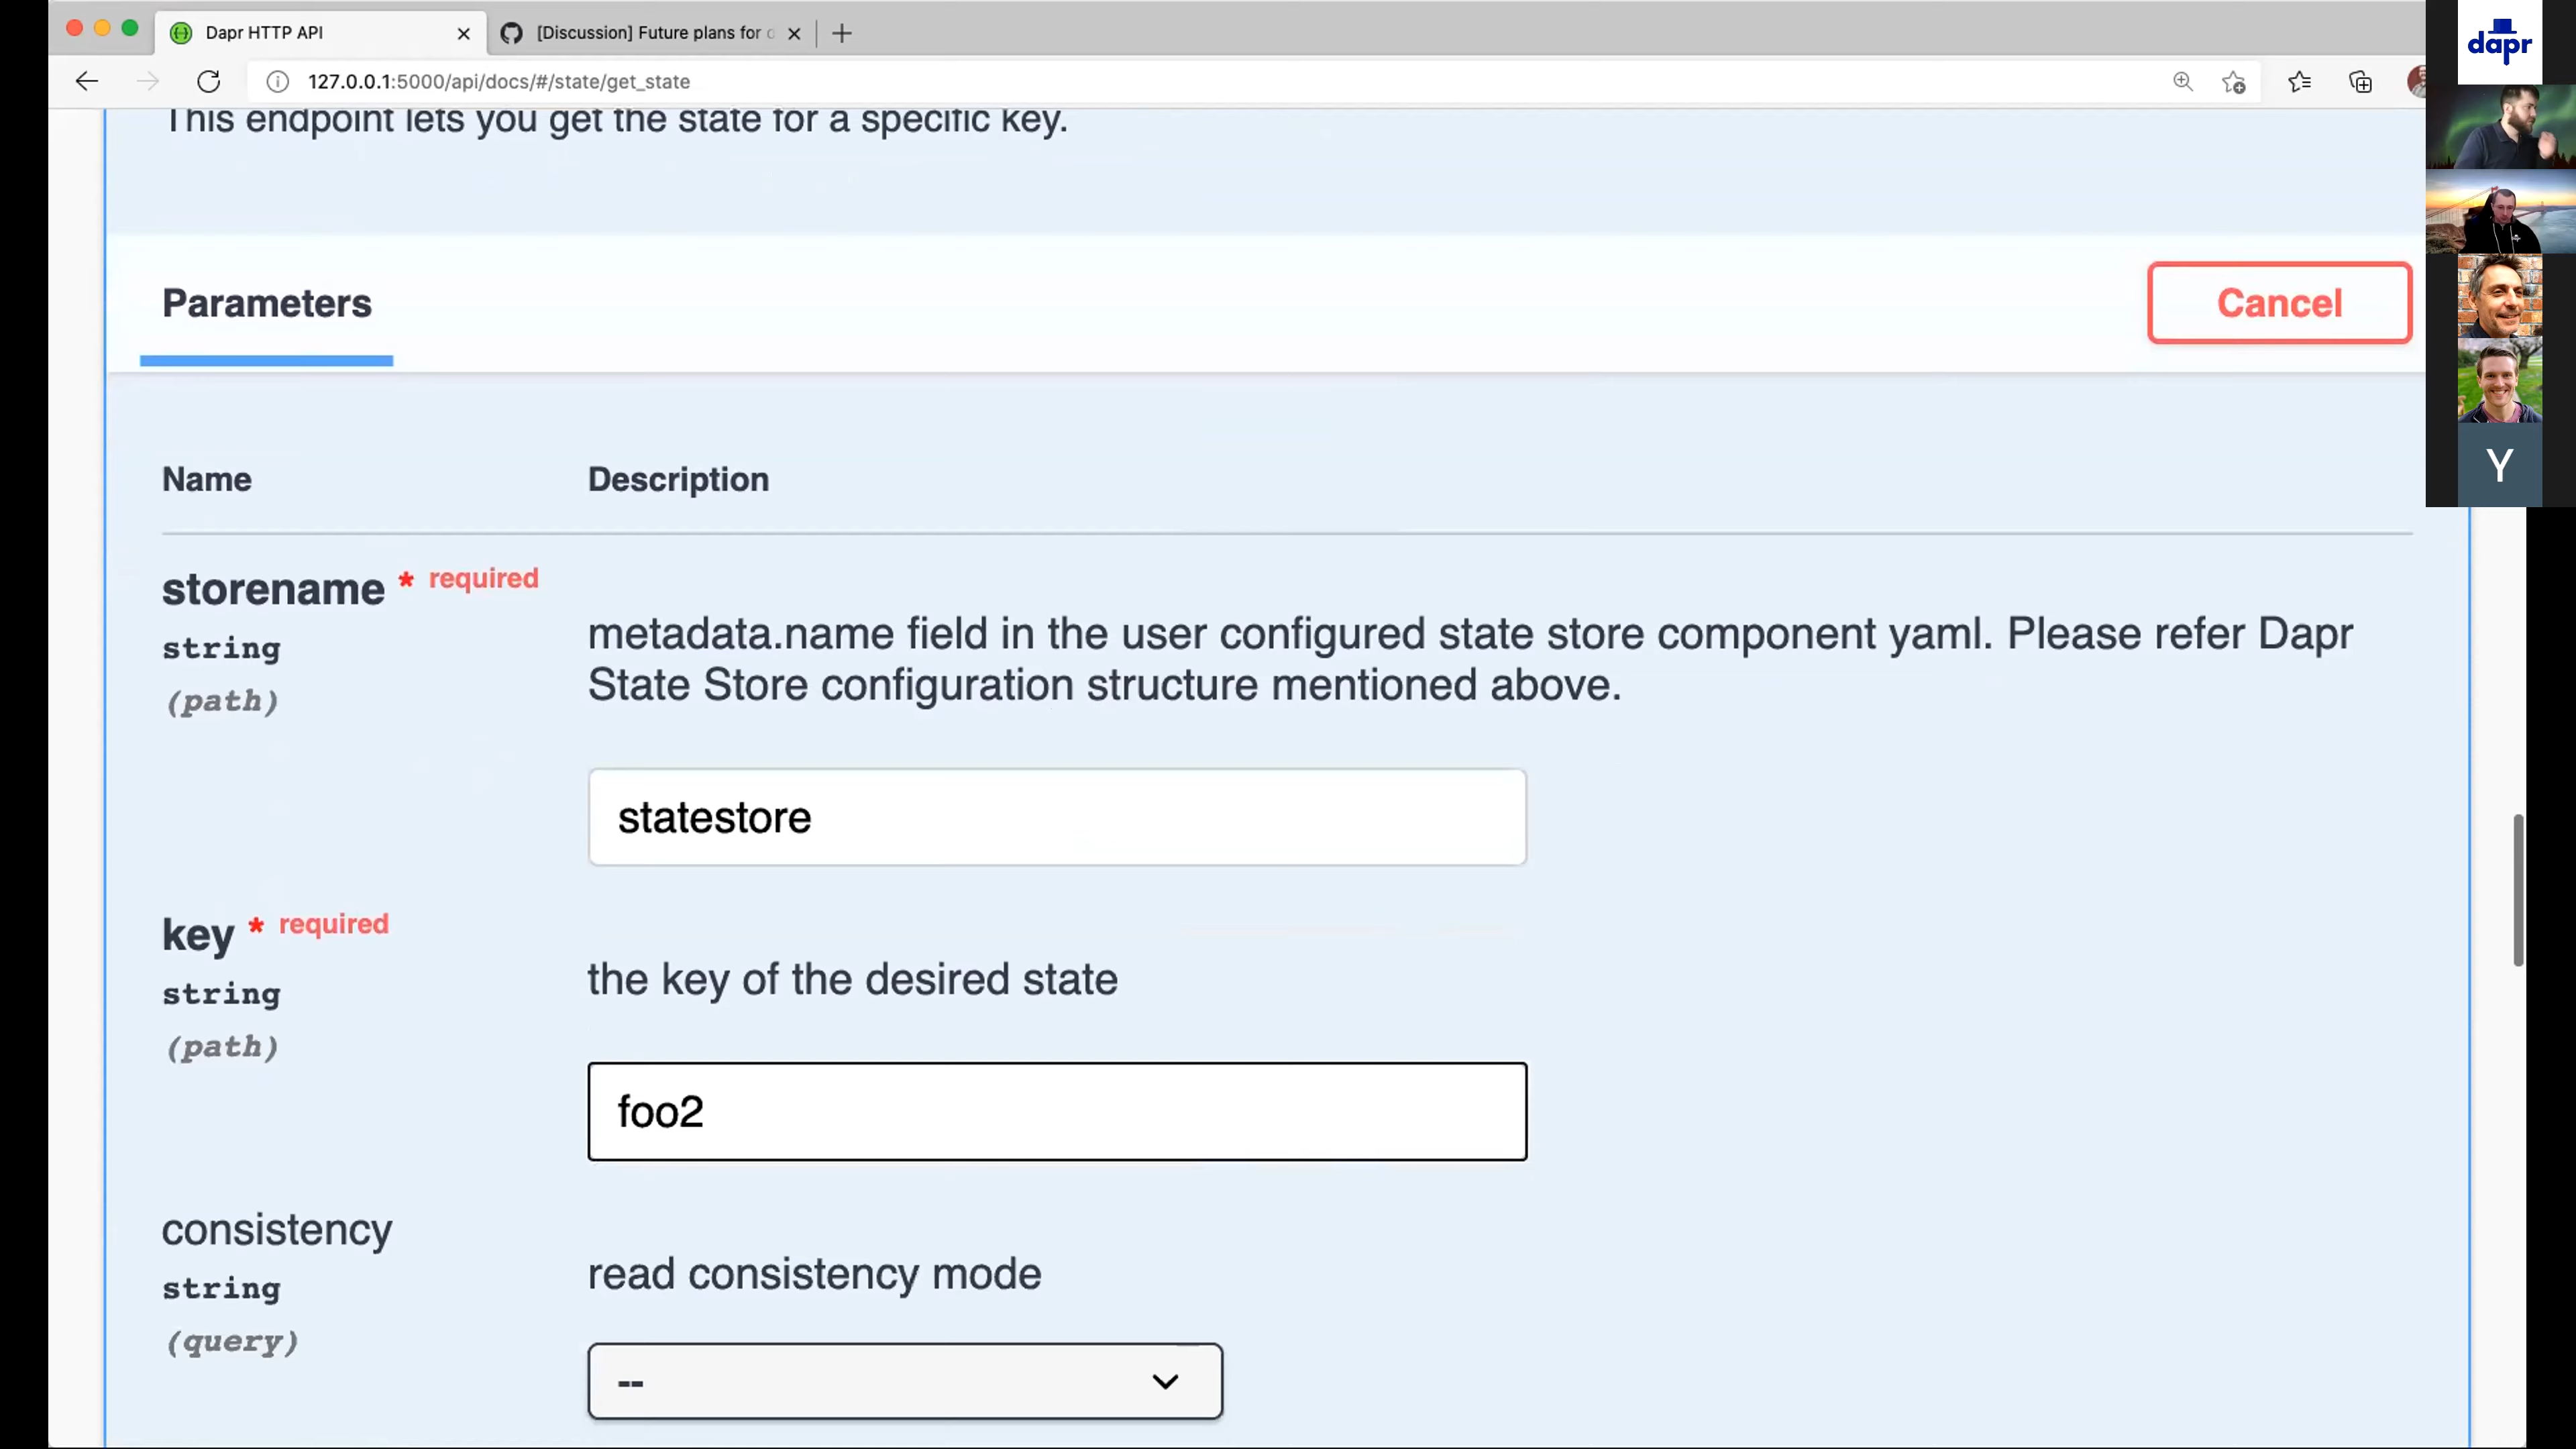 Dapr HTTP API
[Discussion] Future plans for
127.0.0.1:5000/api/docs/#/state/get_state
dapr
This endpoint lets you get the state for a specific key.
Parameters
Cancel
Y
Name Description
storename * required
string
(path)
metadata.name field in the user configured state store component yaml. Please refer Dapr
State Store configuration structure mentioned above.
statestore
key * required
string
(path)
the key of the desired state
foo2
consistency
string
(query)
read consistency mode
--